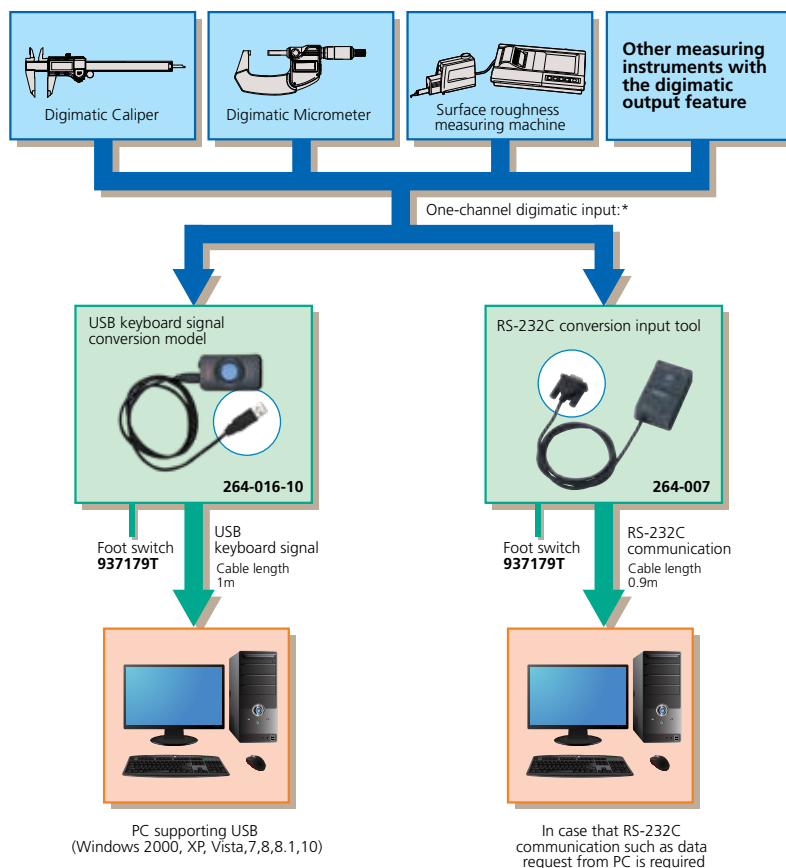 Digimatic Caliper
Digimatic Micrometer
Surface roughness
measuring machine
Other measuring
instruments with
the digimatic
output feature
One-channel digimatic input:*
USB keyboard signal
conversion model
264-016-10
RS-232C conversion input tool
264-007
Foot switch
937179T
USB
keyboard signal
Cable length
1m
Foot switch
937179T
RS-232C
communication
Cable length
0.9m
PC supporting USB
(Windows 2000, XP, Vista,7,8,8.1,10)
In case that RS-232C
communication such as data
request from PC is required